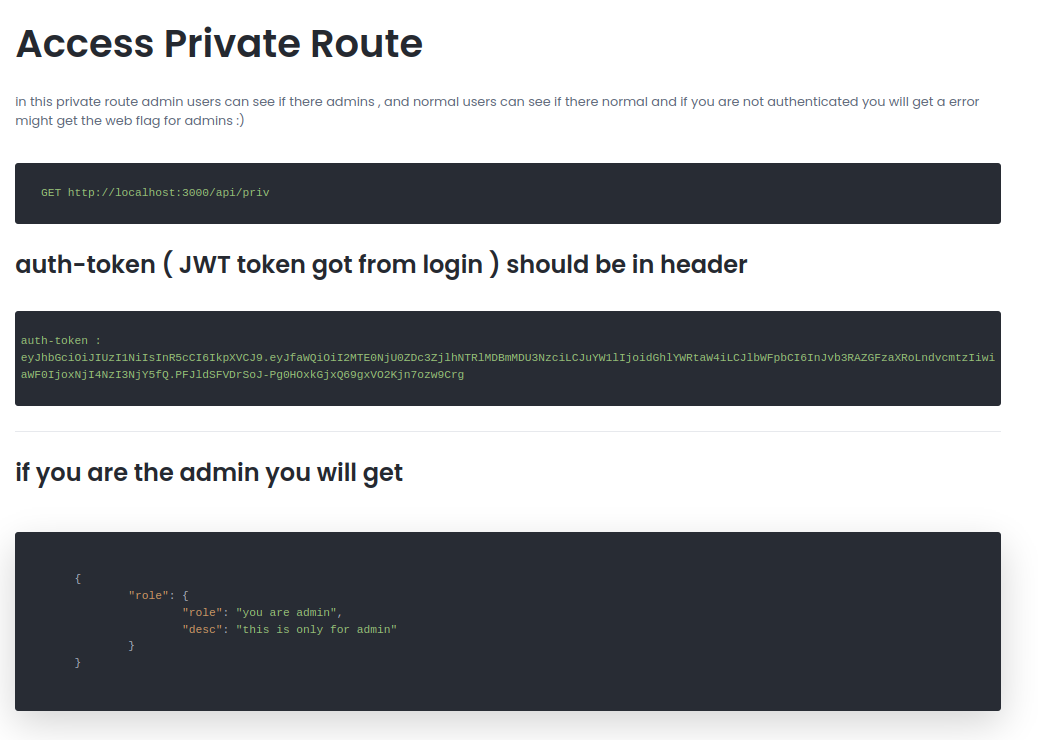 Access Private Route
in this private route admin users can see if there admins , and normal users can see if there normal and if you are not authenticated you will get a error
might get the web flag for admins :)
GET http://localhost:3000/api/priv
auth-token ( JWT token got from login ) should be in header
auth-token :
eyJhbGciOiJIUzI1NiIsInR5cCI6IkpXVCJ9.eyJfaWQiOiI2MTE0NjU0ZDc3ZjlhNTRlMDBmMDU3NzciLCJuYW1lIjoidGhlYWRtaW4iLCJlbWFpbCI6InJvb3RAZGFzaXRoLndvcmtzIiwi
aWF0IjoxNjI4NzI3NjY5fQ.PFJldSFVDrSoJ-Pg0HOxkGjxQ69gxVO2Kjn7ozw9Crg
if you are the admin you will get
{
"role": {
"role": "you are admin",
"desc": "this is only for admin"
}
}